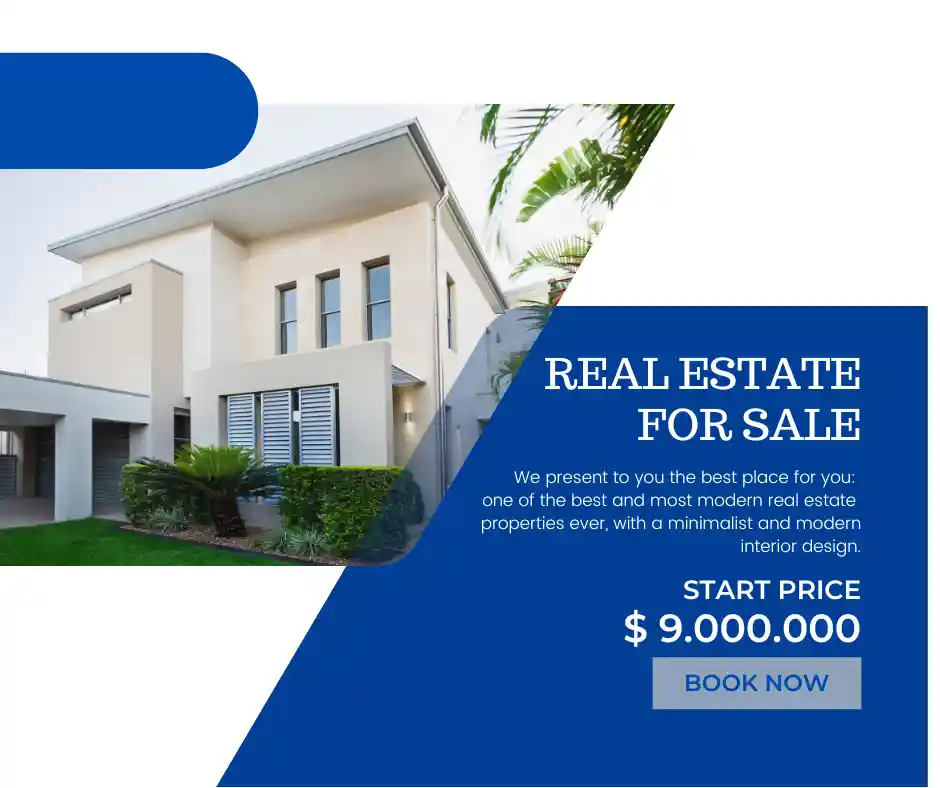 REAL ESTATE
FOR SALE
We present to you the best place for you:
one of the best and most modern real estate
properties ever, with a minimalist and modern
interior design.
START PRICE
$ 9.000.000
BOOK NOW